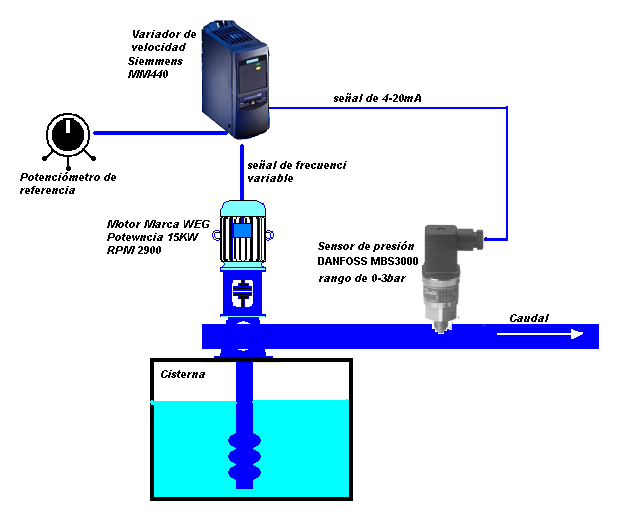 Variador de
velocidad
Siemmens
MM440
señal de 4-20mA
Potenciómetro de
referencia
señal de frecuenci
variable
Motor Marca WEG
Potewncia 15KW
RPM 2900
Sensor de presión
DANFOSS MBS3000
rango de 0-3bar
Caudal
Cisterna